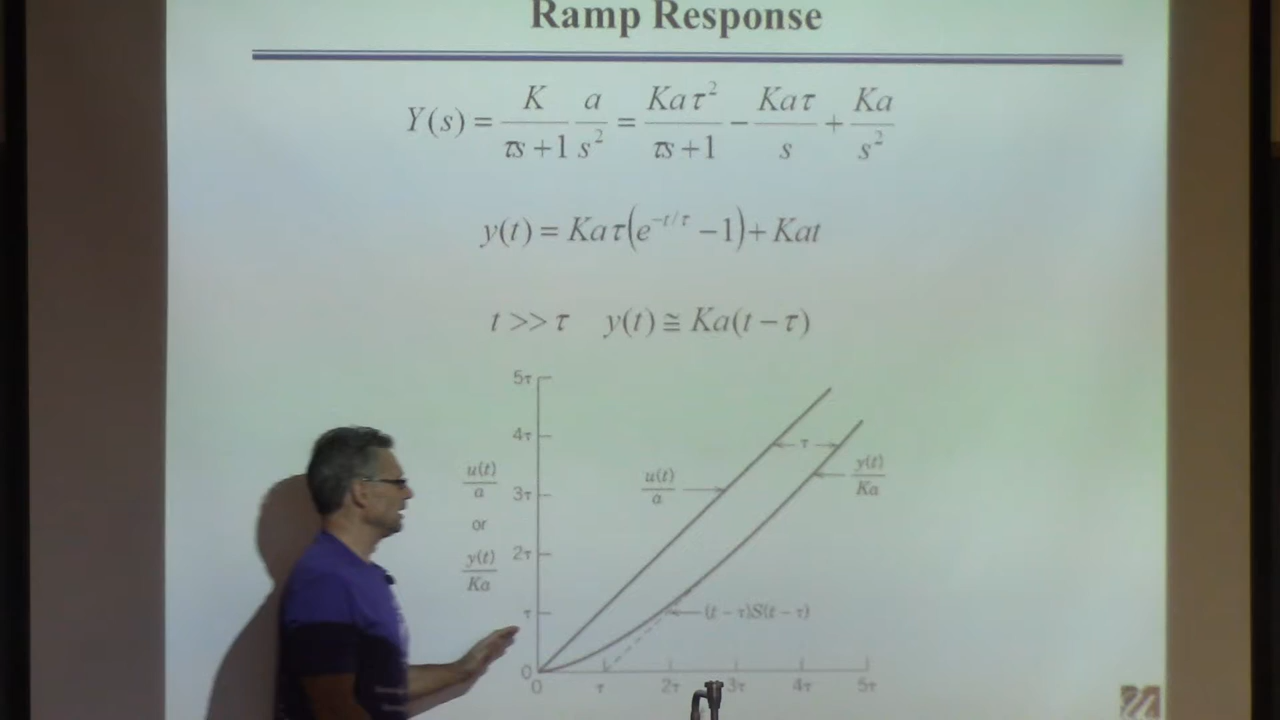 Ramp Response
Y(s) = K/(τs+1) a/s² = Kaτ²/(τs+1) − Kaτ/s + Ka/s²
y(t) = Kaτ(e^(−t/τ) −1)+ Kat
t >> τ y(t) ≅ Ka(t − τ)
5τ
4τ
3τ
2τ
τ
0
u(t)/a
or
y(t)/Ka
u(t)/a
τ
y(t)/Ka
(t − τ)S(t − τ)
0 τ 2τ 3τ 4τ 5τ